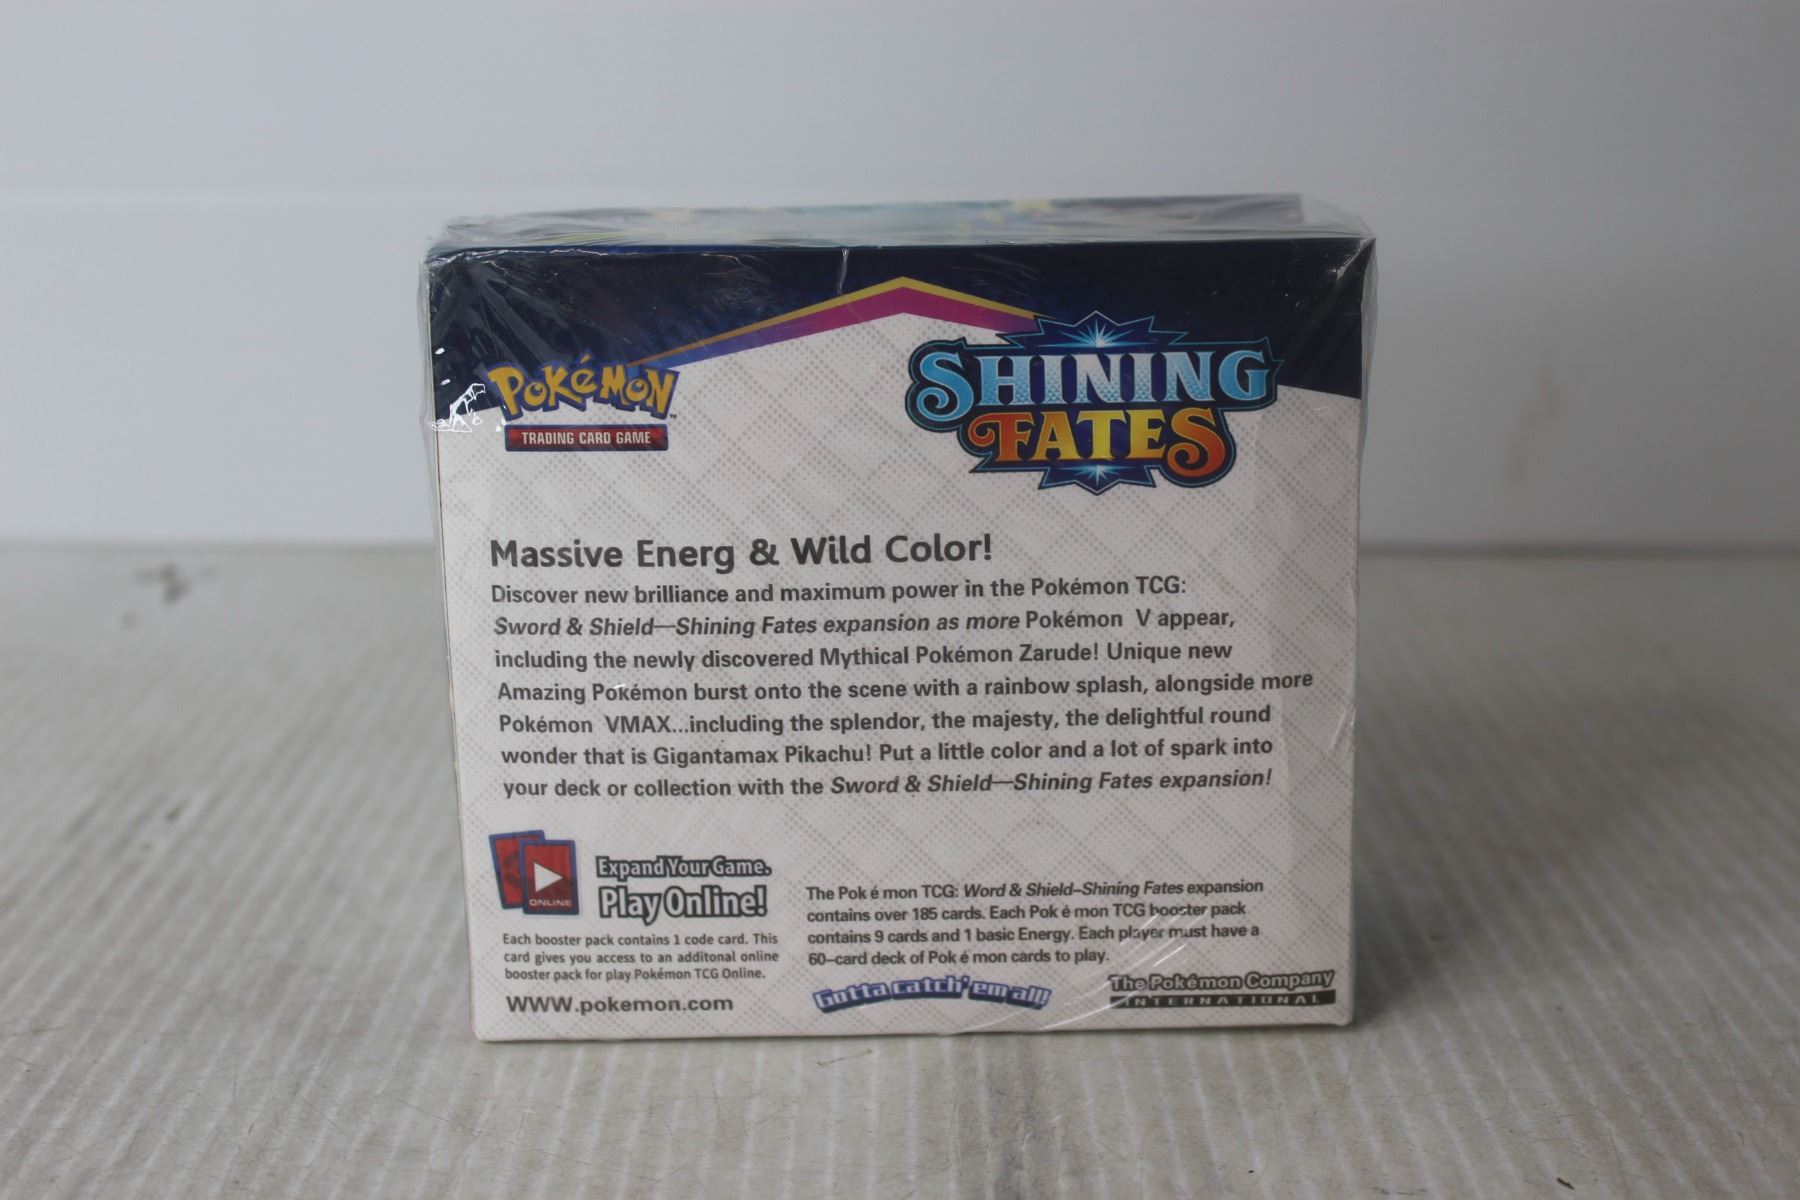 Pokémon
TRADING CARD GAME
SHINING
FATES
Massive Energ & Wild Color!
Discover new brilliance and maximum power in the Pokémon TCG:
Sword & Shield—Shining Fates expansion as more Pokémon V appear,
including the newly discovered Mythical Pokémon Zarude! Unique new
Amazing Pokémon burst onto the scene with a rainbow splash, alongside more
Pokémon VMAX...including the splendor, the majesty, the delightful round
wonder that is Gigantamax Pikachu! Put a little color and a lot of spark into
your deck or collection with the Sword & Shield—Shining Fates expansion!
ONLINE
Expand Your Game.
Play Online!
Each booster pack contains 1 code card. This
card gives you access to an additonal online
booster pack for play Pokémon TCG Online.
WWW.pokemon.com
The Pok é mon TCG: Word & Shield–Shining Fates expansion
contains over 185 cards. Each Pok é mon TCG booster pack
contains 9 cards and 1 basic Energy. Each player must have a
60–card deck of Pok é mon cards to play.
Gotta catch' em all!
The Pokémon Company
INTERNATIONAL